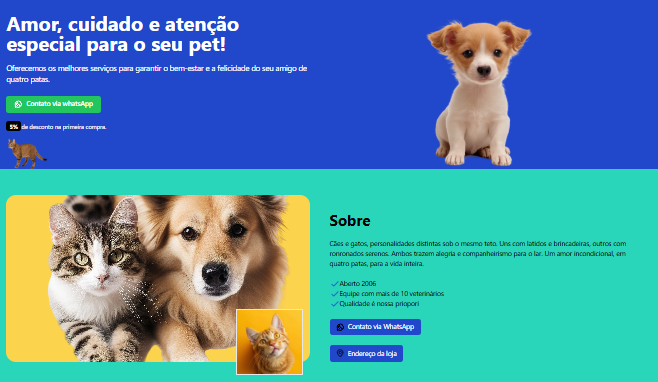 Amor, cuidado e atenção
especial para o seu pet!
Oferecemos os melhores serviços para garantir o bem-estar e a felicidade do seu amigo de
quatro patas.
Contato via whatsApp
5% de desconto na primeira compra.
Sobre
Cães e gatos, personalidades distintas sob o mesmo teto. Uns com latidos e brincadeiras, outros com
ronronados serenos. Ambos trazem alegria e companheirismo para o lar. Um amor incondicional, em
quatro patas, para a vida inteira.
Aberto 2006
Equipe com mais de 10 veterinários
Qualidade é nossa priopori
Contato via WhatsApp
Endereço da loja